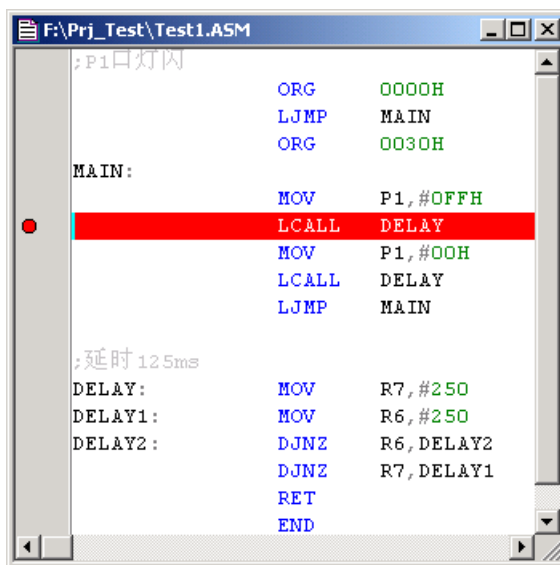 F:\Prj_Test\Test1.ASM
;P1口灯闪
ORG 0000H
LJMP MAIN
ORG 0030H
MAIN:
MOV P1,#0FFH
LCALL DELAY
MOV P1,#00H
LCALL DELAY
LJMP MAIN
;延时125ms
DELAY: MOV R7,#250
DELAY1: MOV R6,#250
DELAY2: DJNZ R6,DELAY2
DJNZ R7,DELAY1
RET
END